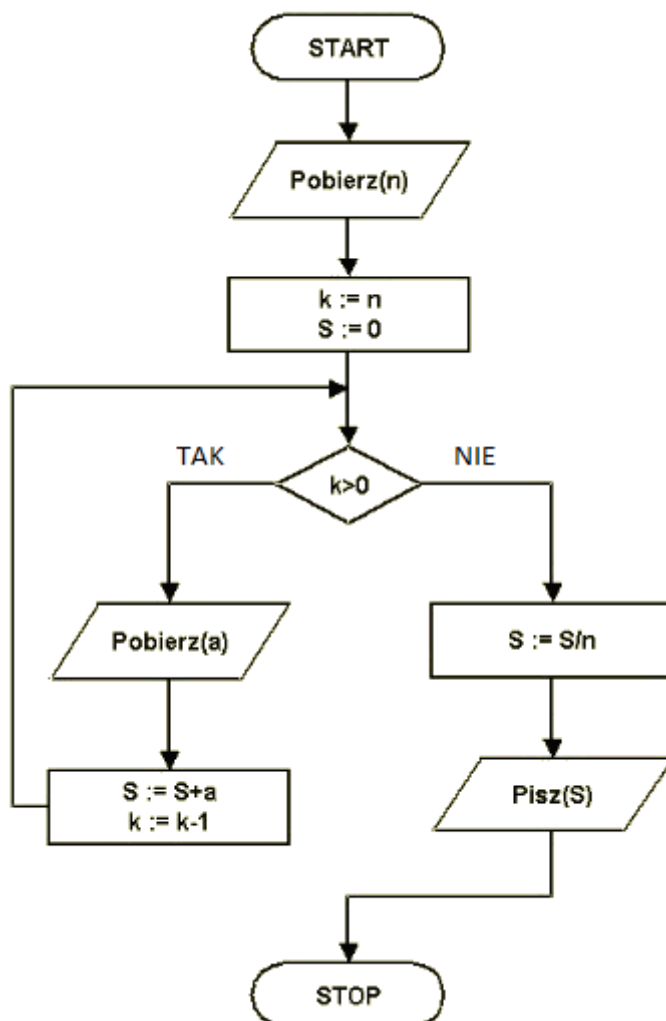 START
Pobierz(n)
k := n
S := 0
TAK
NIE
k>0
Pobierz(a)
S := S/n
S := S+a
k := k-1
Pisz(S)
STOP